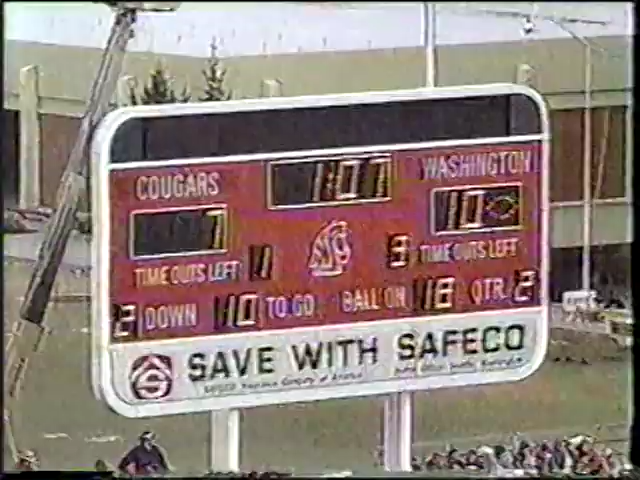 COUGARS 1:07 WASHINGTON
7 10
TIME OUTS LEFT 1 3 TIME OUTS LEFT
2 DOWN 10 TO GO BALL ON 18 QTR. 2
SAVE WITH SAFECO